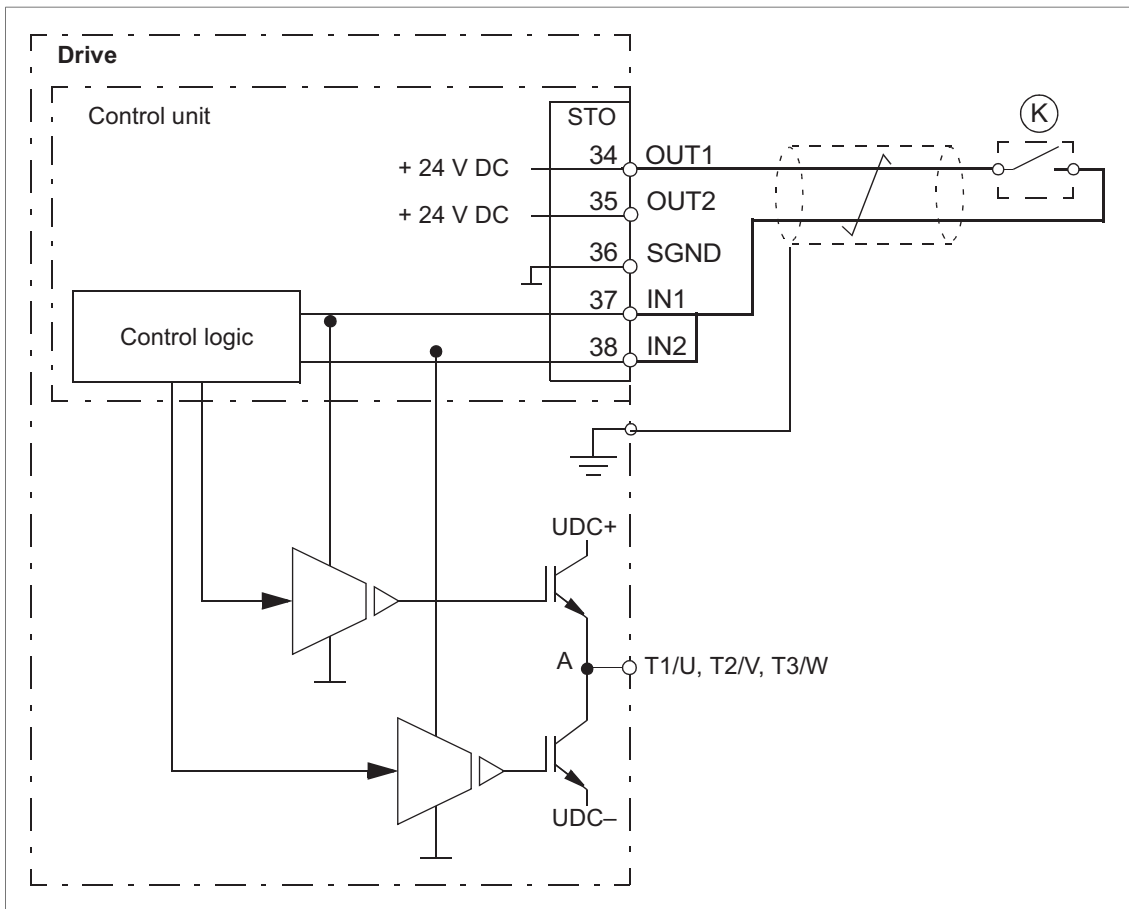 Drive
Control unit
STO
K
34 OUT1
+ 24 V DC
35 OUT2
+ 24 V DC
36 SGND
37 IN1
Control logic
38 IN2
UDC+
A
T1/U, T2/V, T3/W
UDC–